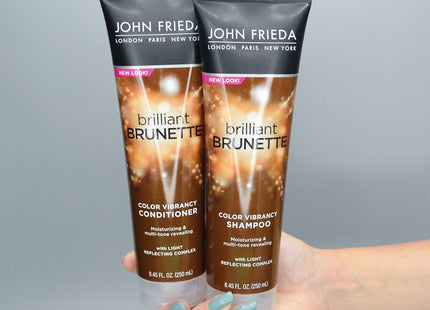 JOHN FRIEDA
LONDON PARIS NEW YORK
NEW LOOK!
brilliant
BRUNETTE
COLOR VIBRANCY
CONDITIONER
Moisturizing &
multi-tone revealing
with LIGHT
REFLECTING COMPLEX
8.45 FL. OZ. (250 mL)
JOHN FRIEDA
LONDON PARIS NEW YORK
NEW LOOK!
brilliant
BRUNETTE
COLOR VIBRANCY
SHAMPOO
Moisturizing &
multi-tone revealing
with LIGHT
REFLECTING COMPLEX
8.45 FL. OZ. (250 mL)